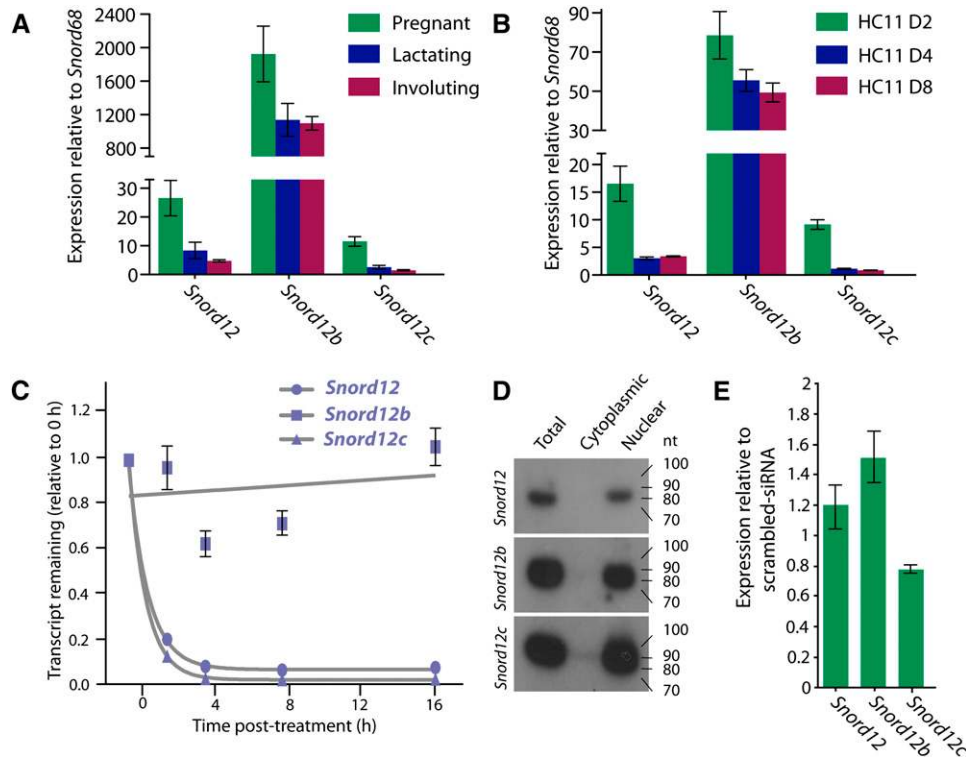 A
Expression relative to Snord68
2400
2000
1600
1200
800
30
20
10
0
Pregnant
Lactating
Involuting
Snord12
Snord12b
Snord12c
B
Expression relative to Snord68
90
70
50
30
20
15
10
5
0
HC11 D2
HC11 D4
HC11 D8
Snord12
Snord12b
Snord12c
C
Transcript remaining (relative to 0 h)
1.2
1.0
0.8
0.6
0.4
0.2
0.0
Snord12
Snord12b
Snord12c
0 4 8 12 16
Time post-treatment (h)
D
Total
Cytoplasmic
Nuclear
nt
Snord12
100
90
80
70
Snord12b
100
90
80
70
Snord12c
100
90
80
70
E
Expression relative to
scrambled-siRNA
2
1.8
1.6
1.4
1.2
1
0.8
0.6
0.4
0.2
0
Snord12
Snord12b
Snord12c